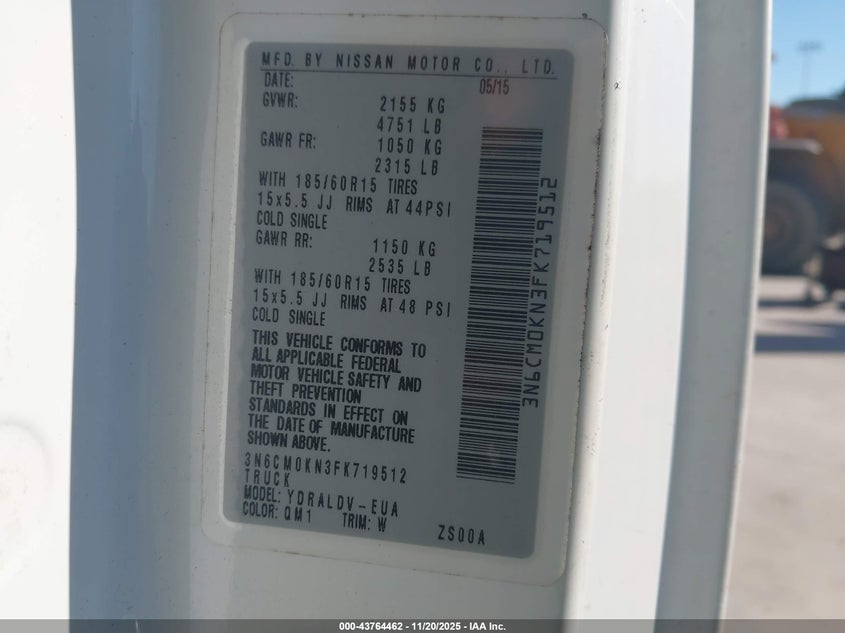 MFD. BY NISSAN MOTOR CO., LTD.
DATE: 05/15
GVWR: 2155 KG
4751 LB
GAWR FR: 1050 KG
2315 LB
WITH 185/60R15 TIRES
15x5.5 JJ RIMS AT 44PSI
COLD SINGLE
GAWR RR: 1150 KG
2535 LB
WITH 185/60R15 TIRES
15x5.5 JJ RIMS AT 48 PSI
COLD SINGLE
THIS VEHICLE CONFORMS TO
ALL APPLICABLE FEDERAL
MOTOR VEHICLE SAFETY AND
THEFT PREVENTION
STANDARDS IN EFFECT ON
THE DATE OF MANUFACTURE
SHOWN ABOVE.
3N6CM0KN3FK719512
TRUCK
MODEL: YDRALDV-EUA
COLOR: QM1 TRIM: W ZS00A
3N6CM0KN3FK719512
000-43764462 - 11/20/2025 - IAA Inc.